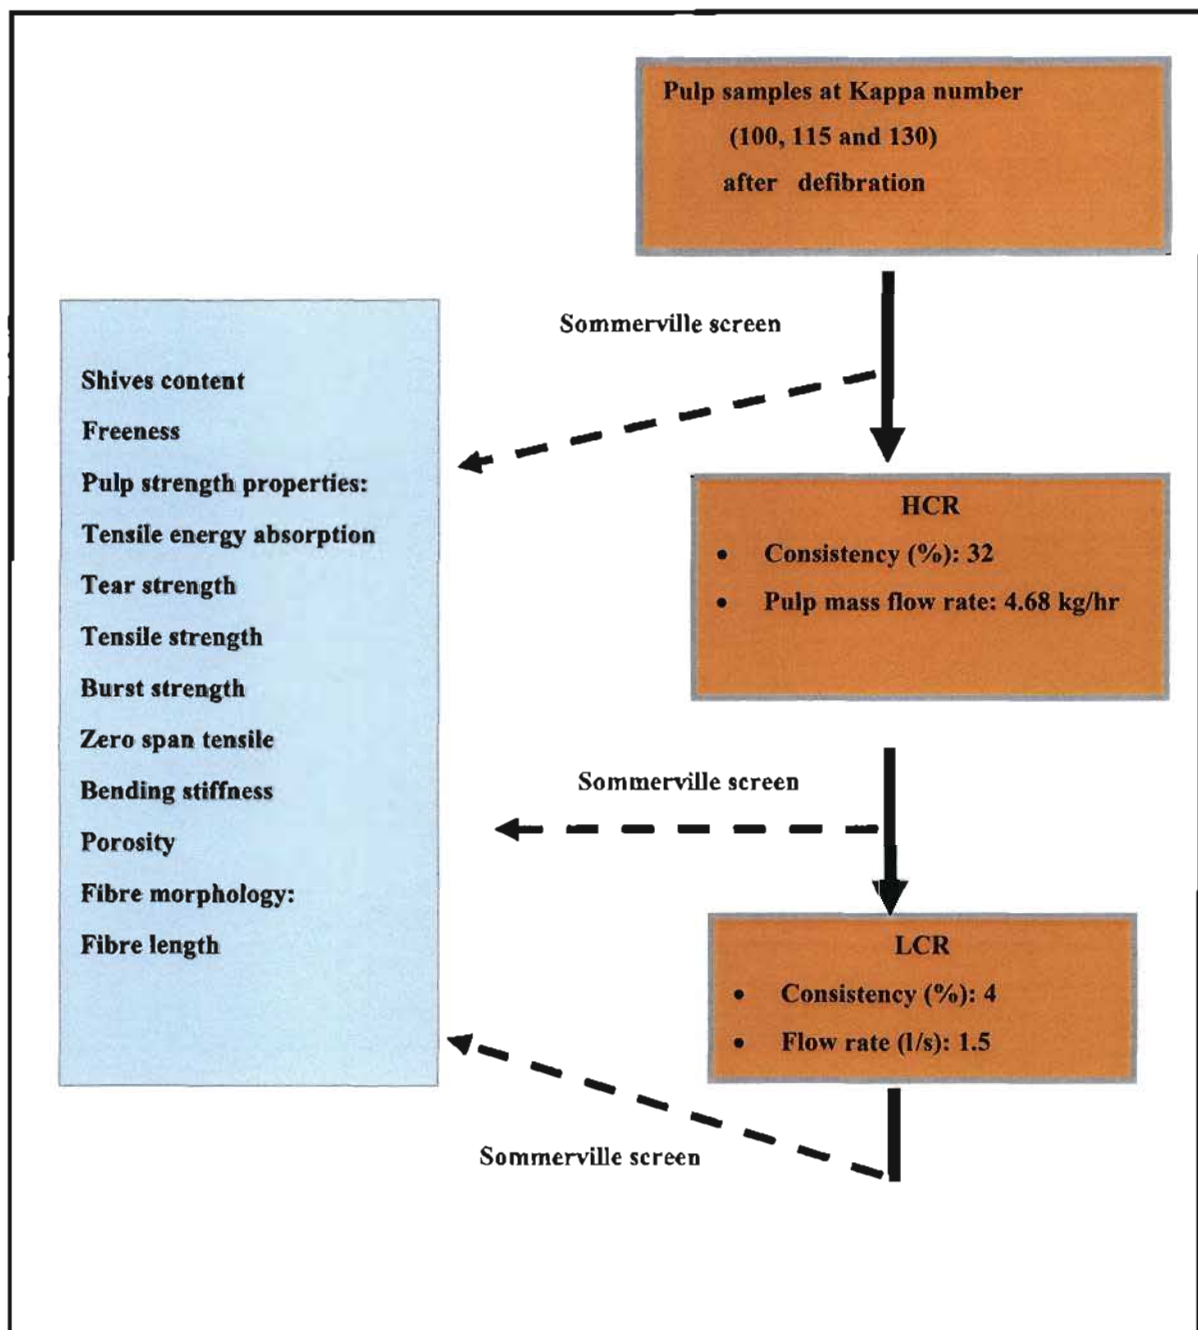 Pulp samples at Kappa number
(100, 115 and 130)
after defibration
Sommerville screen
Shives content
Freeness
Pulp strength properties:
Tensile energy absorption
Tear strength
Tensile strength
Burst strength
Zero span tensile
Bending stiffness
Porosity
Fibre morphology:
Fibre length
HCR
• Consistency (%): 32
• Pulp mass flow rate: 4.68 kg/hr
Sommerville screen
LCR
• Consistency (%): 4
• Flow rate (l/s): 1.5
Sommerville screen